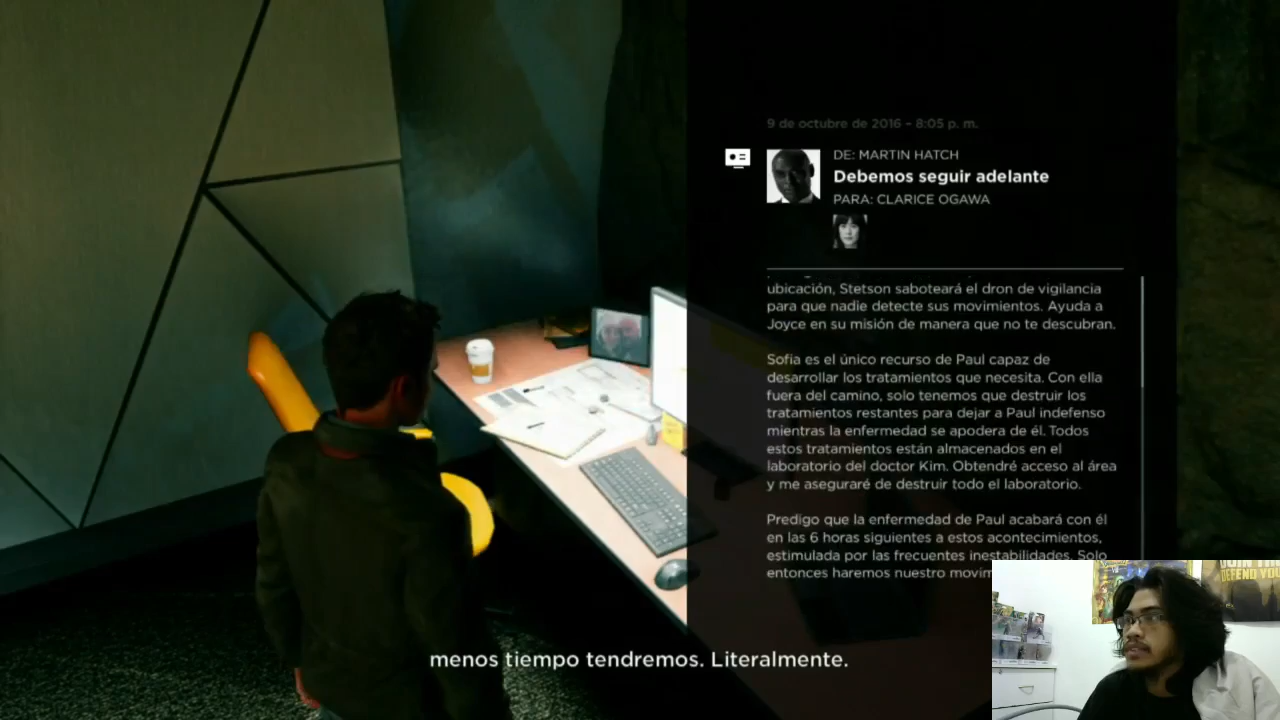 9 de octubre de 2016 – 8:05 p. m.
DE: MARTIN HATCH
Debemos seguir adelante
PARA: CLARICE OGAWA
ubicación, Stetson saboteará el dron de vigilancia
para que nadie detecte sus movimientos. Ayuda a
Joyce en su misión de manera que no te descubran.
Sofía es el único recurso de Paul capaz de
desarrollar los tratamientos que necesita. Con ella
fuera del camino, solo tenemos que destruir los
tratamientos restantes para dejar a Paul indefenso
mientras la enfermedad se apodera de él. Todos
estos tratamientos están almacenados en el
laboratorio del doctor Kim. Obtendré acceso al área
y me aseguraré de destruir todo el laboratorio.
Predigo que la enfermedad de Paul acabará con él
en las 6 horas siguientes a estos acontecimientos,
estimulada por las frecuentes inestabilidades. Solo
entonces haremos nuestro
menos tiempo tendremos. Literalmente.
DEFEND YOU